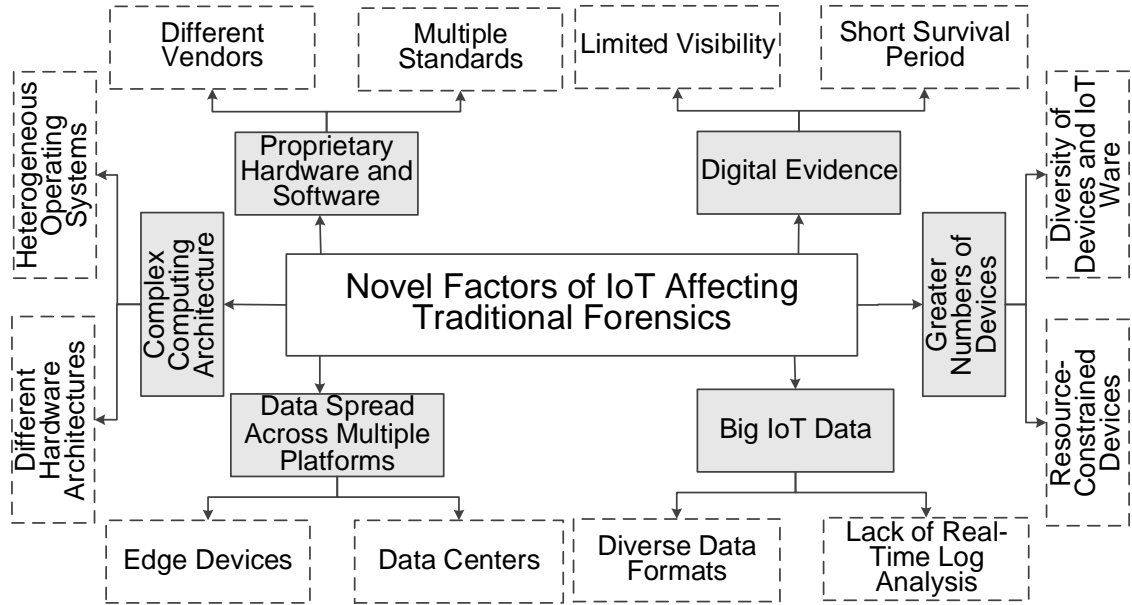 Different
Vendors
Multiple
Standards
Limited Visibility
Short Survival
Period
Heterogeneous
Operating
Systems
Proprietary
Hardware and
Software
Digital Evidence
Diversity of
Devices and IoT
Ware
Complex
Computing
Architecture
Novel Factors of IoT Affecting
Traditional Forensics
Greater
Numbers of
Devices
Different
Hardware
Architectures
Data Spread
Across Multiple
Platforms
Big IoT Data
Resource-
Constrained
Devices
Edge Devices
Data Centers
Diverse Data
Formats
Lack of Real-
Time Log
Analysis